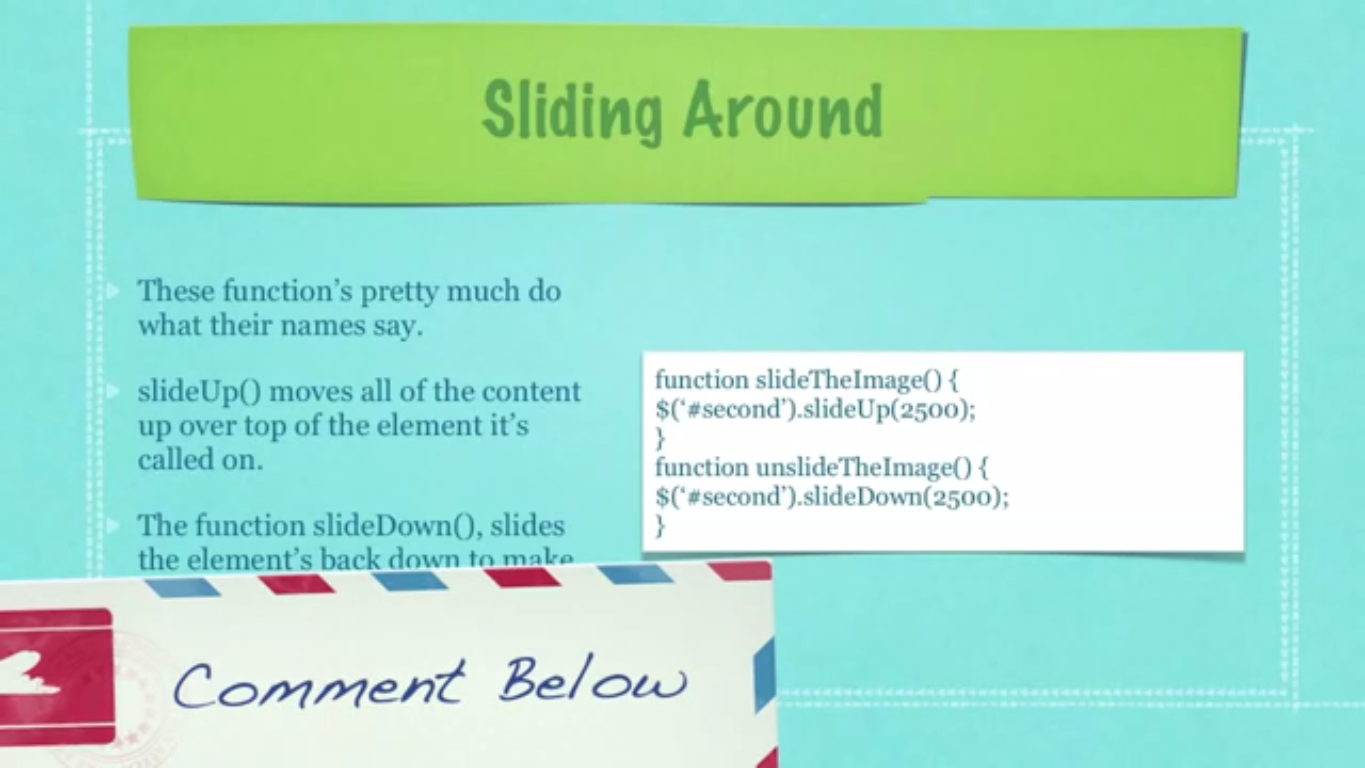 Sliding Around
These function’s pretty much do
what their names say.
slideUp() moves all of the content
up over top of the element it’s
called on.
The function slideDown(), slides
the element’s back down to make
function slideTheImage() {
$(‘#second’).slideUp(2500);
}
function unslideTheImage() {
$(‘#second’).slideDown(2500);
}
Comment Below